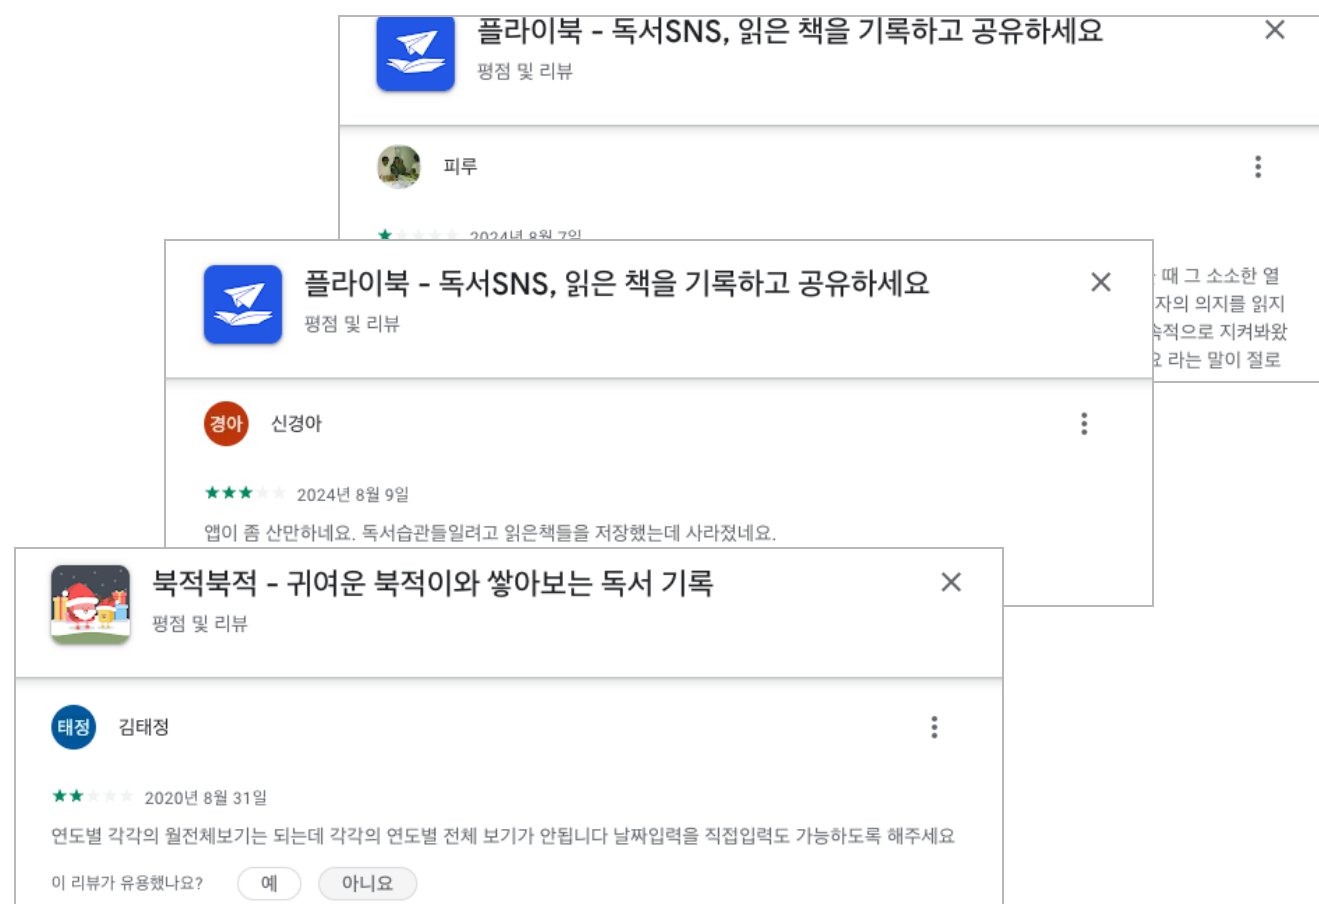 플라이북 - 독서SNS, 읽은 책을 기록하고 공유하세요
평점 및 리뷰
피루
2024년 8월 7일
때 그 소소한 열
자의 의지를 읽지
속적으로 지켜봐왔
요 라는 말이 절로
플라이북 - 독서SNS, 읽은 책을 기록하고 공유하세요
평점 및 리뷰
경아 신경아
2024년 8월 9일
앱이 좀 산만하네요. 독서습관들일려고 읽은책들을 저장했는데 사라졌네요.
북적북적 - 귀여운 북적이와 쌓아보는 독서 기록
평점 및 리뷰
태정 김태정
2020년 8월 31일
연도별 각각의 월전체보기는 되는데 각각의 연도별 전체 보기가 안됩니다 날짜입력을 직접입력도 가능하도록 해주세요
이 리뷰가 유용했나요? 예 아니요